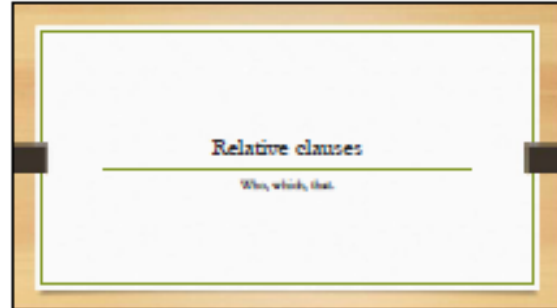 Relative clauses
Who, which, that.